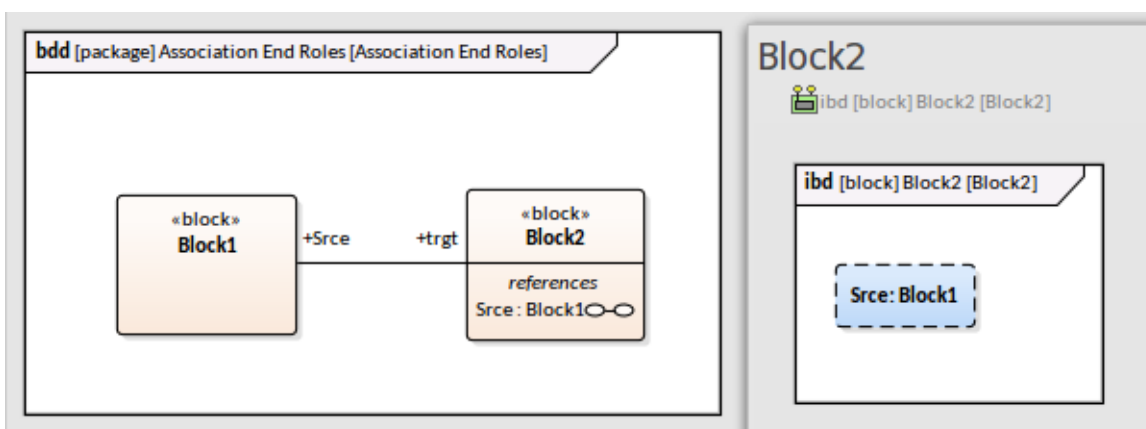 bdd [package] Association End Roles [Association End Roles]
«block»
Block1
+Srce
+trgt
«block»
Block2
references
Srce : Block1
Block2
ibd [block] Block2 [Block2]
ibd [block] Block2 [Block2]
Srce: Block1